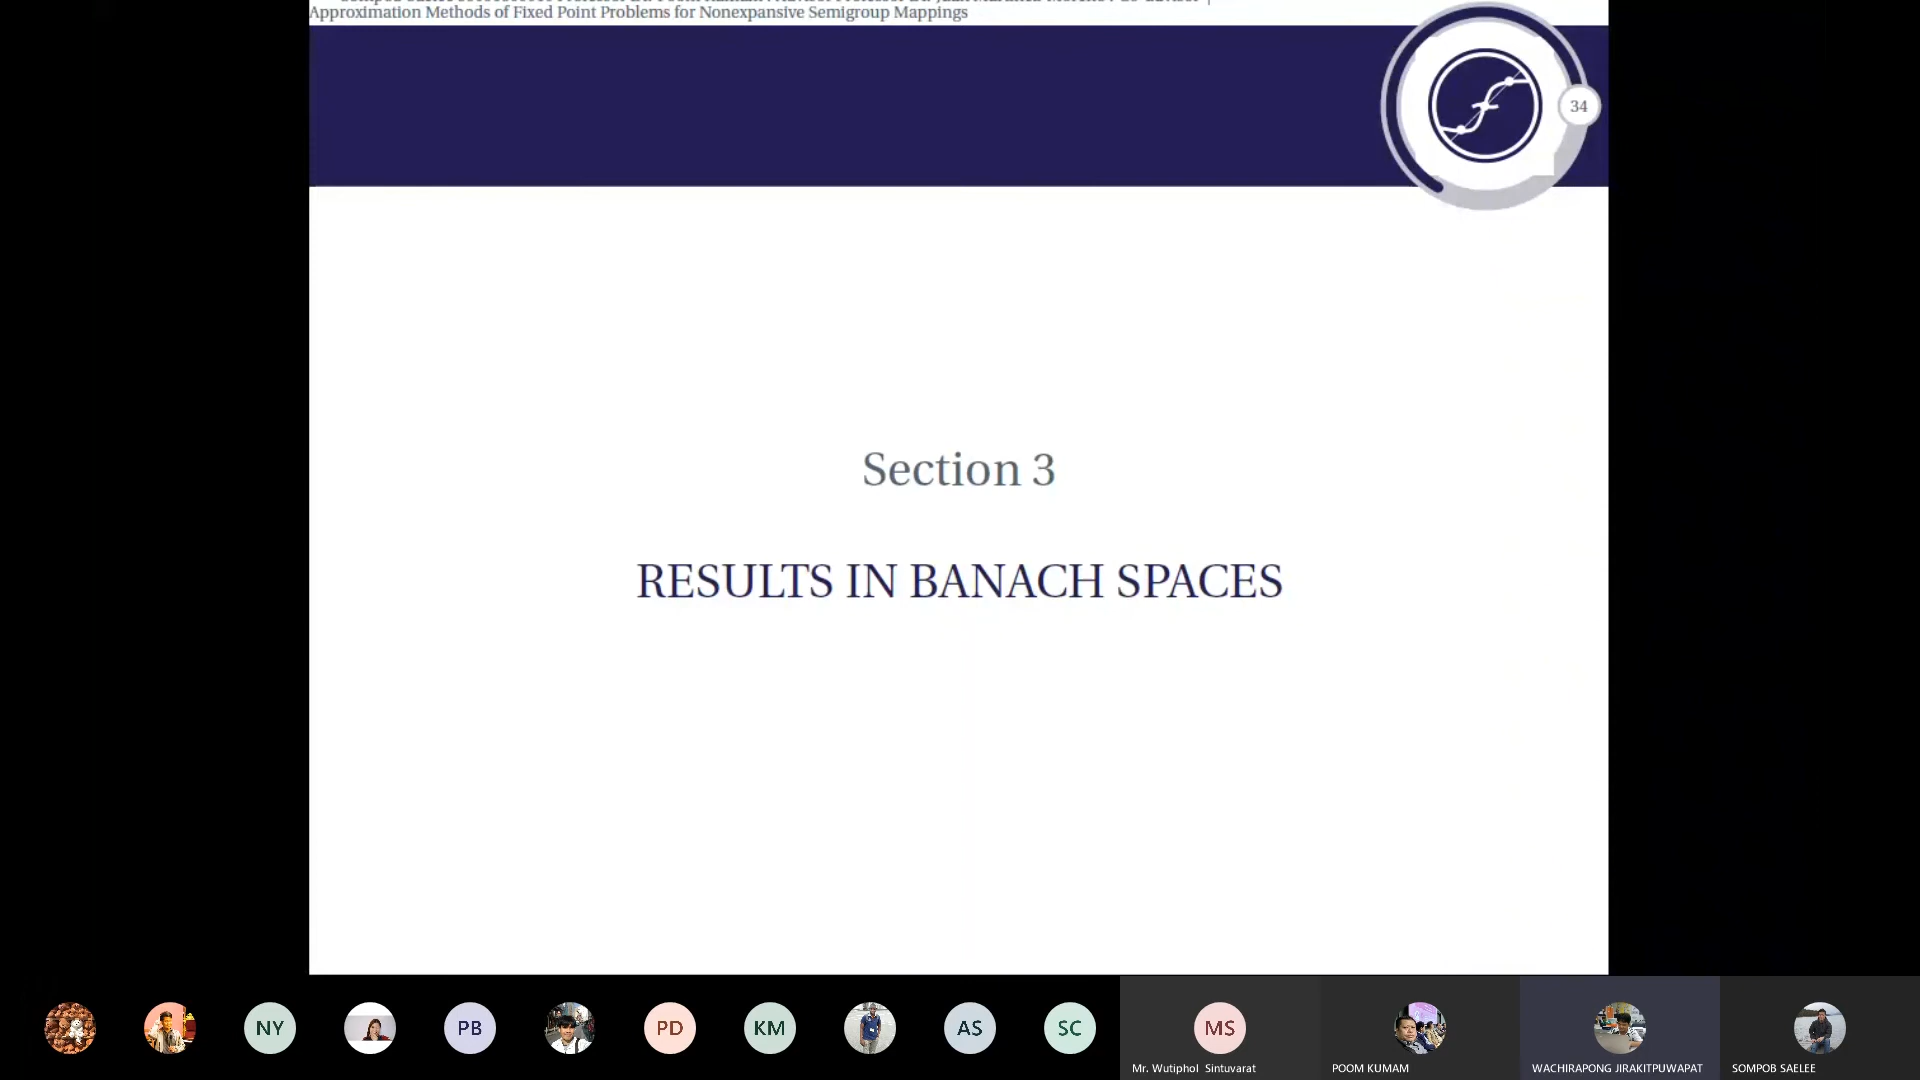 Approximation Methods of Fixed Point Problems for Nonexpansive Semigroup Mappings
34
Section 3
RESULTS IN BANACH SPACES
NY
PB
PD
KM
AS
SC
MS
Mr. Wutiphol Sintuvarat
POOM KUMAM
WACHIRAPONG JIRAKITPUWAPAT
SOMPOB SAELEE